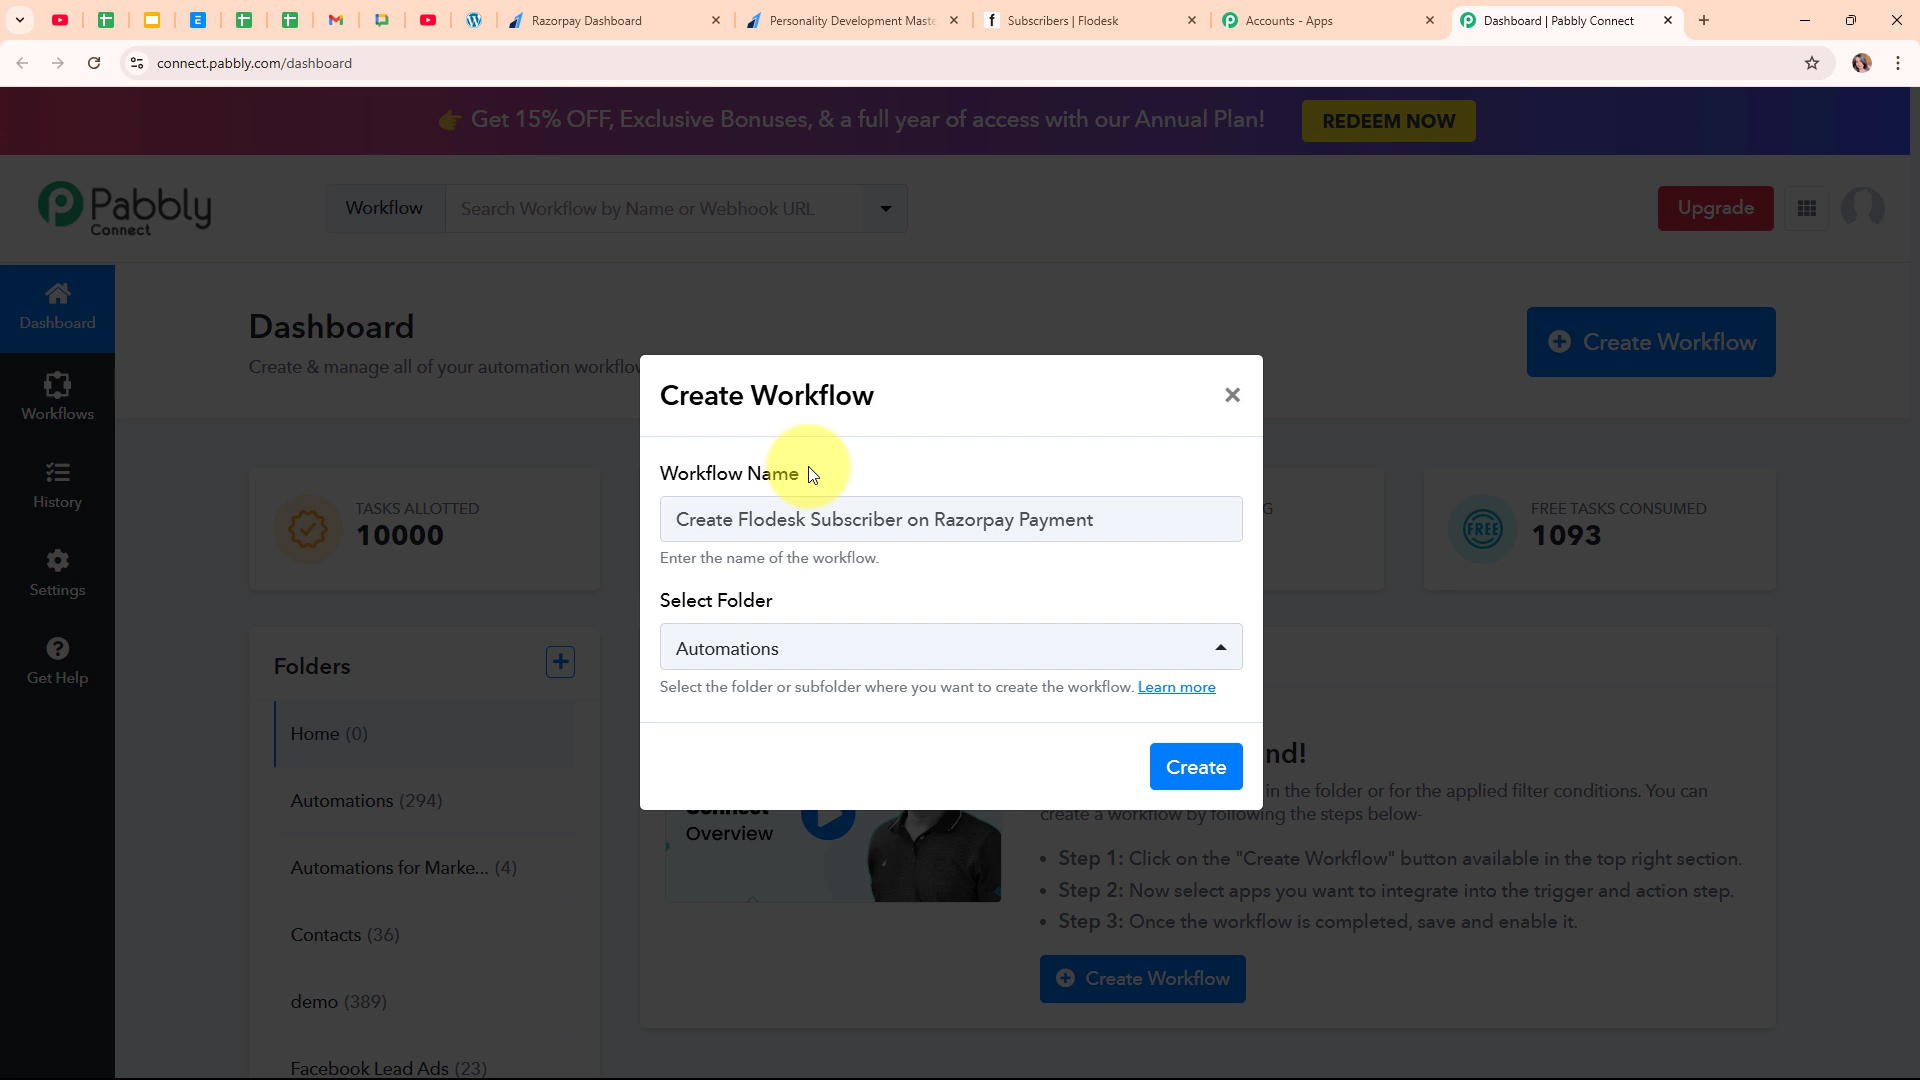 Razorpay Dashboard
Personality Development Maste
Subscribers | Flodesk
Accounts - Apps
Dashboard | Pabbly Connect
connect.pabbly.com/dashboard
👉 Get 15% OFF, Exclusive Bonuses, & a full year of access with our Annual Plan!
REDEEM NOW
Pabbly
Connect
Workflow
Search Workflow by Name or Webhook URL
Upgrade
Dashboard
Workflows
History
Settings
Get Help
Dashboard
Create & manage all of your automation workflow
Create Workflow
TASKS ALLOTTED
10000
G
FREE
FREE TASKS CONSUMED
1093
Folders
Home (0)
Automations (294)
Automations for Marke... (4)
Contacts (36)
demo (389)
Facebook Lead Ads (23)
Create Workflow
Workflow Name
Create Flodesk Subscriber on Razorpay Payment
Enter the name of the workflow.
Select Folder
Automations
Select the folder or subfolder where you want to create the workflow. Learn more
Create
Overview
nd!
in the folder or for the applied filter conditions. You can
create a workflow by following the steps below-
• Step 1: Click on the "Create Workflow" button available in the top right section.
• Step 2: Now select apps you want to integrate into the trigger and action step.
• Step 3: Once the workflow is completed, save and enable it.
Create Workflow